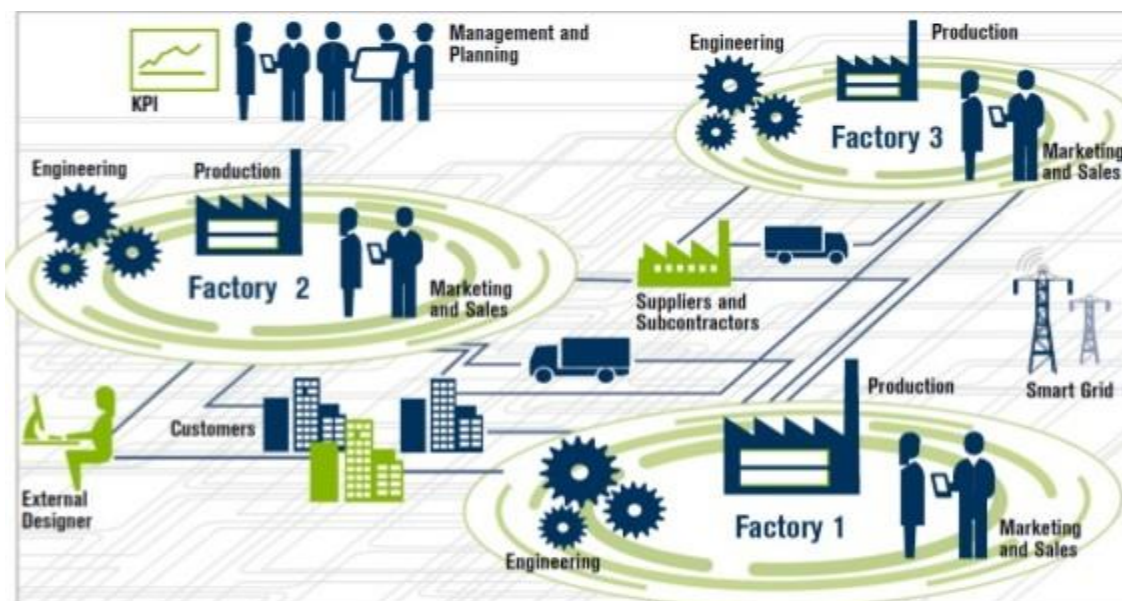 Management and
Planning
KPI
Engineering
Production
Factory 3
Marketing
and Sales
Engineering
Production
Factory 2
Marketing
and Sales
Suppliers and
Subcontractors
Smart Grid
Customers
External
Designer
Production
Factory 1
Engineering
Marketing
and Sales